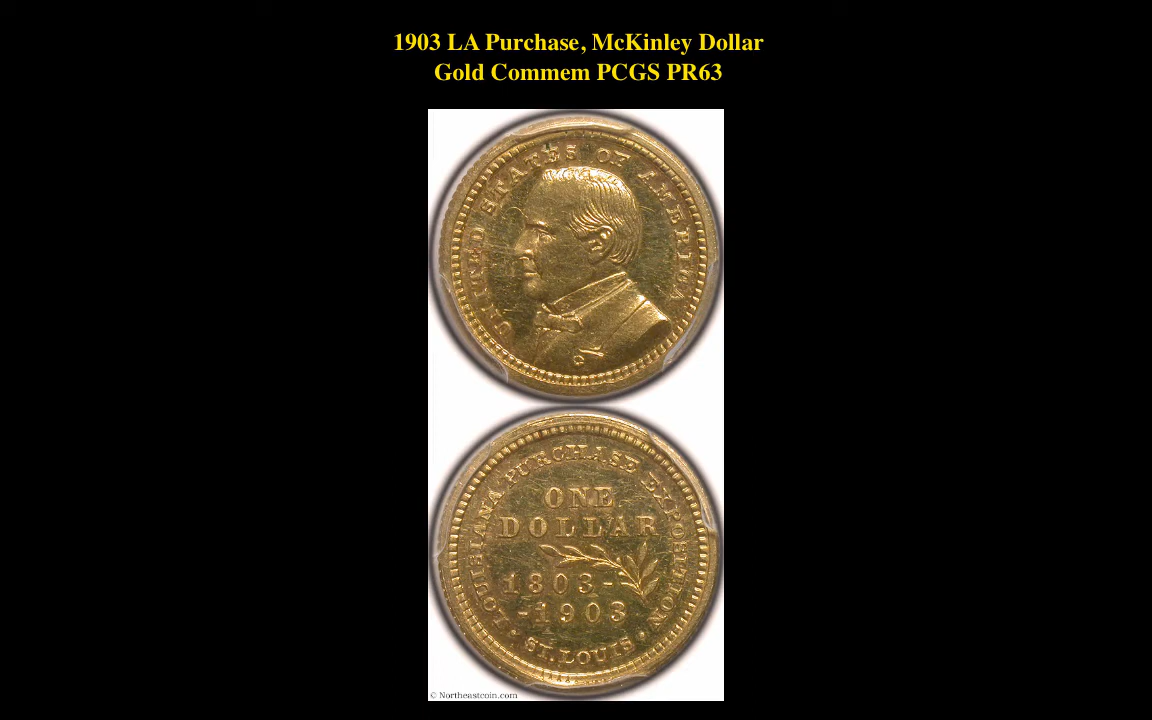 1903 LA Purchase, McKinley Dollar
Gold Commem PCGS PR63
UNITED STATES OF AMERICA
LOUISIANA PURCHASE EXPOSITION
ONE
DOLLAR
1803-
-1903
· ST. LOUIS ·
© Northeastcoin.com